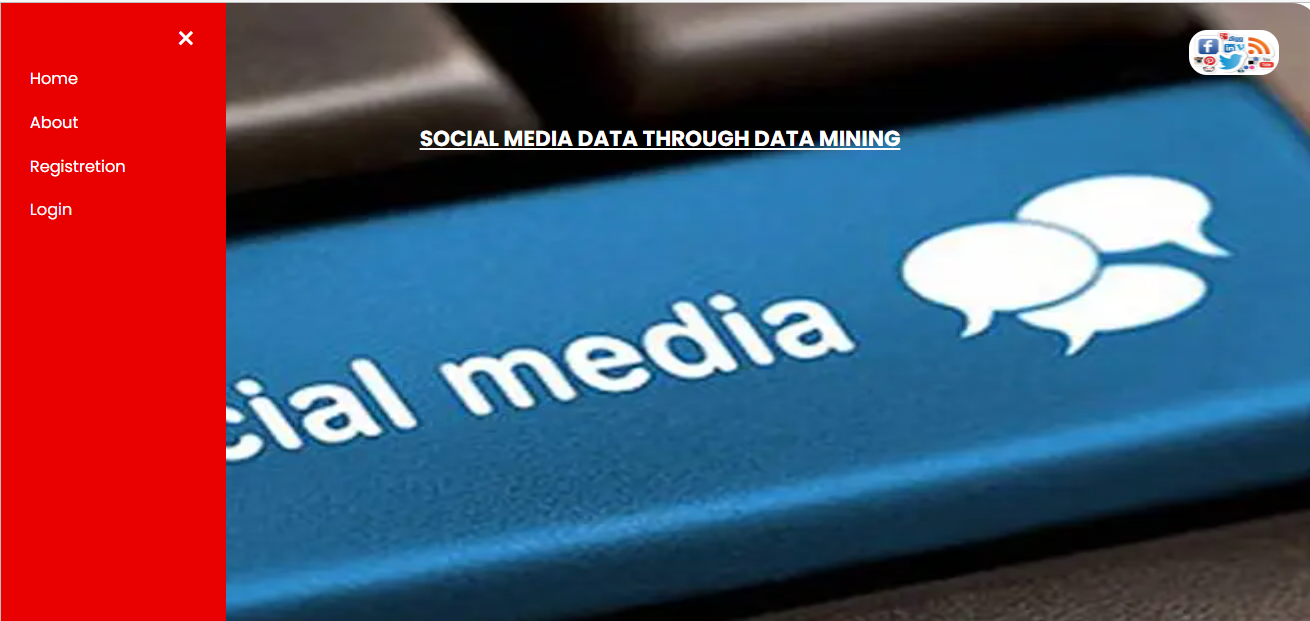 ×
Home
About
Registretion
Login
SOCIAL MEDIA DATA THROUGH DATA MINING
cial media